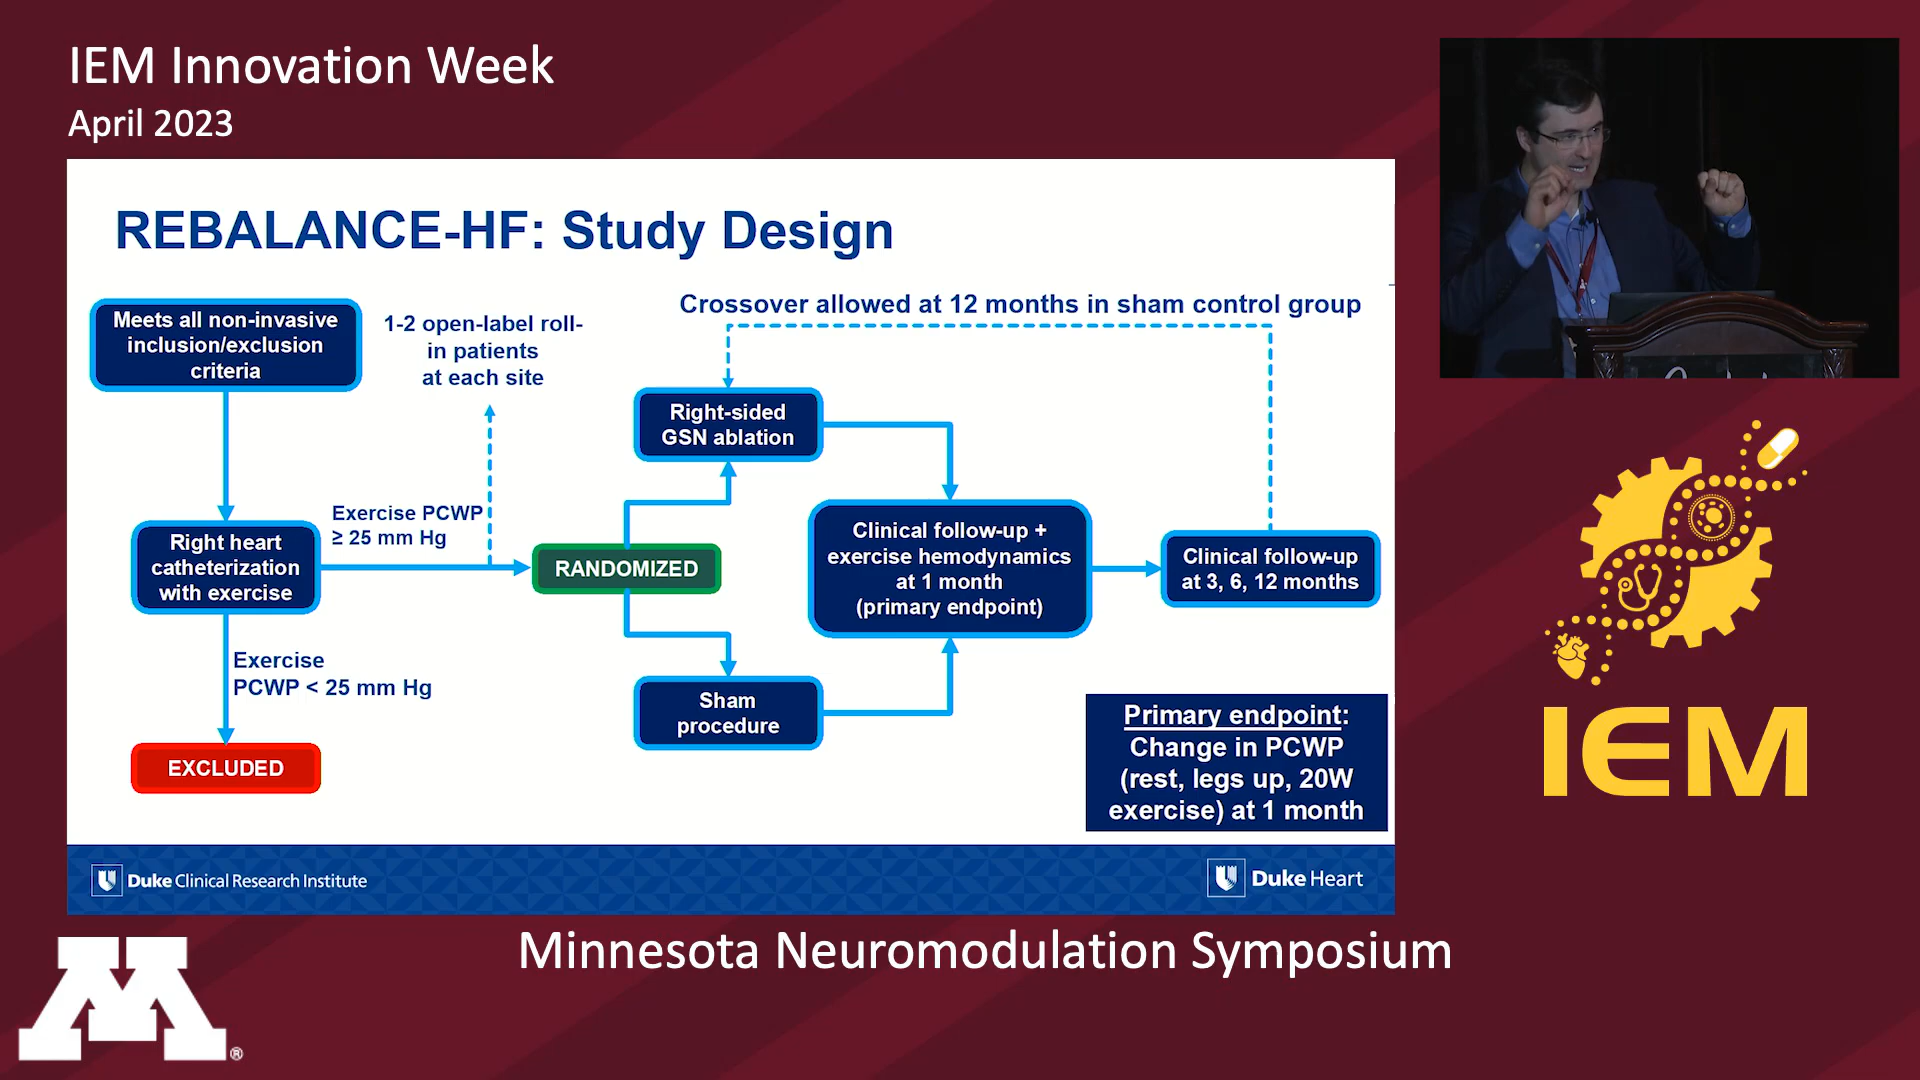 IEM Innovation Week
April 2023
REBALANCE-HF: Study Design
Meets all non-invasive
inclusion/exclusion
criteria
1-2 open-label roll-
in patients
at each site
Crossover allowed at 12 months in sham control group
Right-sided
GSN ablation
Exercise PCWP
≥ 25 mm Hg
Right heart
catheterization
with exercise
RANDOMIZED
Clinical follow-up +
exercise hemodynamics
at 1 month
(primary endpoint)
Clinical follow-up
at 3, 6, 12 months
Exercise
PCWP < 25 mm Hg
Sham
procedure
EXCLUDED
Primary endpoint:
Change in PCWP
(rest, legs up, 20W
exercise) at 1 month
Duke Clinical Research Institute
Duke Heart
IEM
Minnesota Neuromodulation Symposium
M®